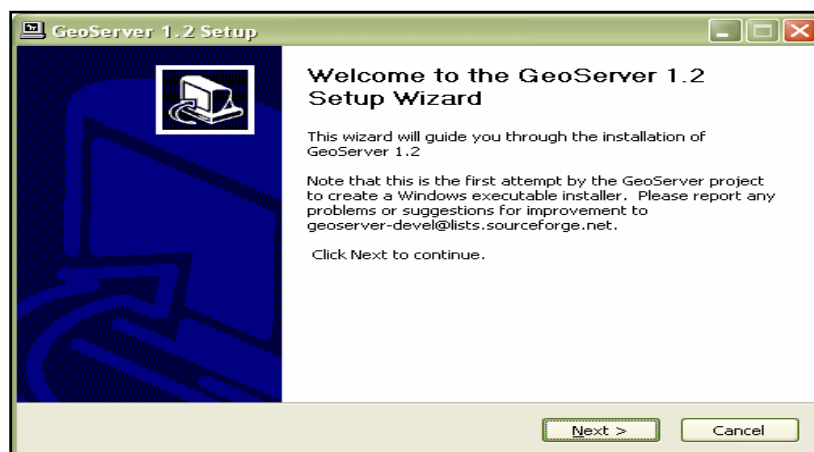 GeoServer 1.2 Setup
Welcome to the GeoServer 1.2
Setup Wizard
This wizard will guide you through the installation of
GeoServer 1.2
Note that this is the first attempt by the GeoServer project
to create a Windows executable installer. Please report any
problems or suggestions for improvement to
geoserver-devel@lists.sourceforge.net.
Click Next to continue.
Next >
Cancel